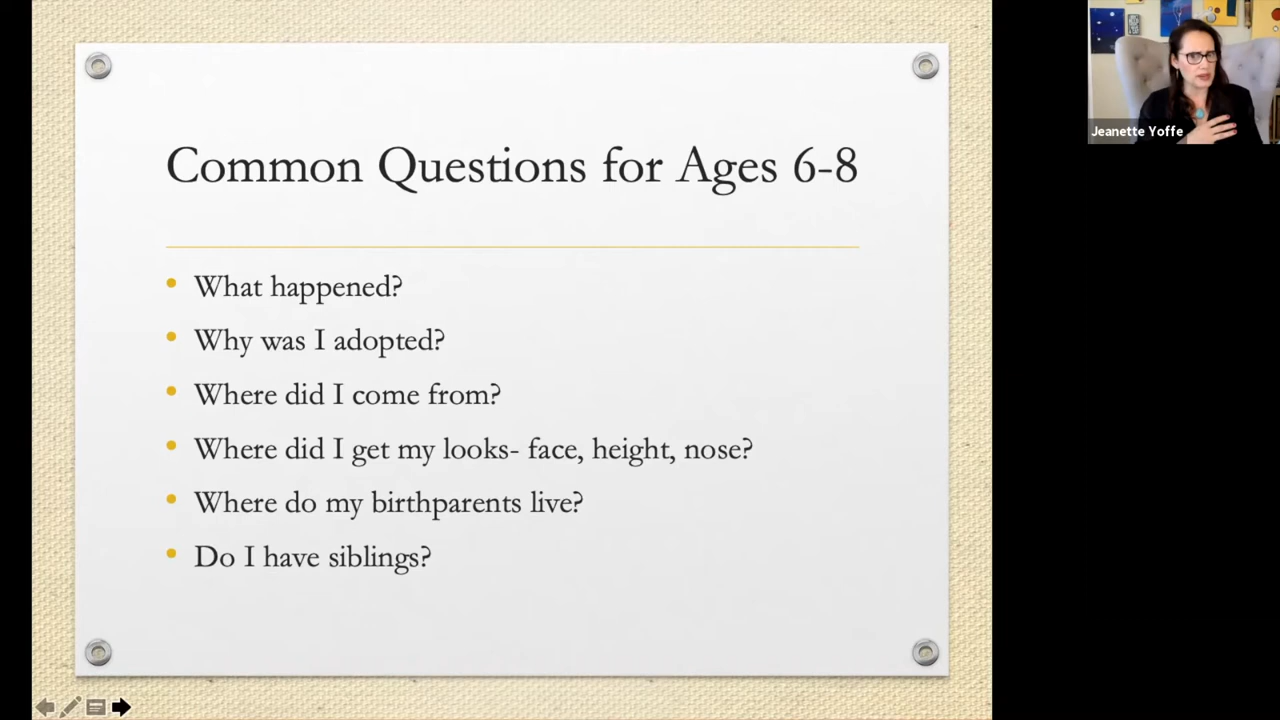 Common Questions for Ages 6-8
• What happened?
• Why was I adopted?
• Where did I come from?
• Where did I get my looks- face, height, nose?
• Where do my birthparents live?
• Do I have siblings?
Jeanette Yoffe